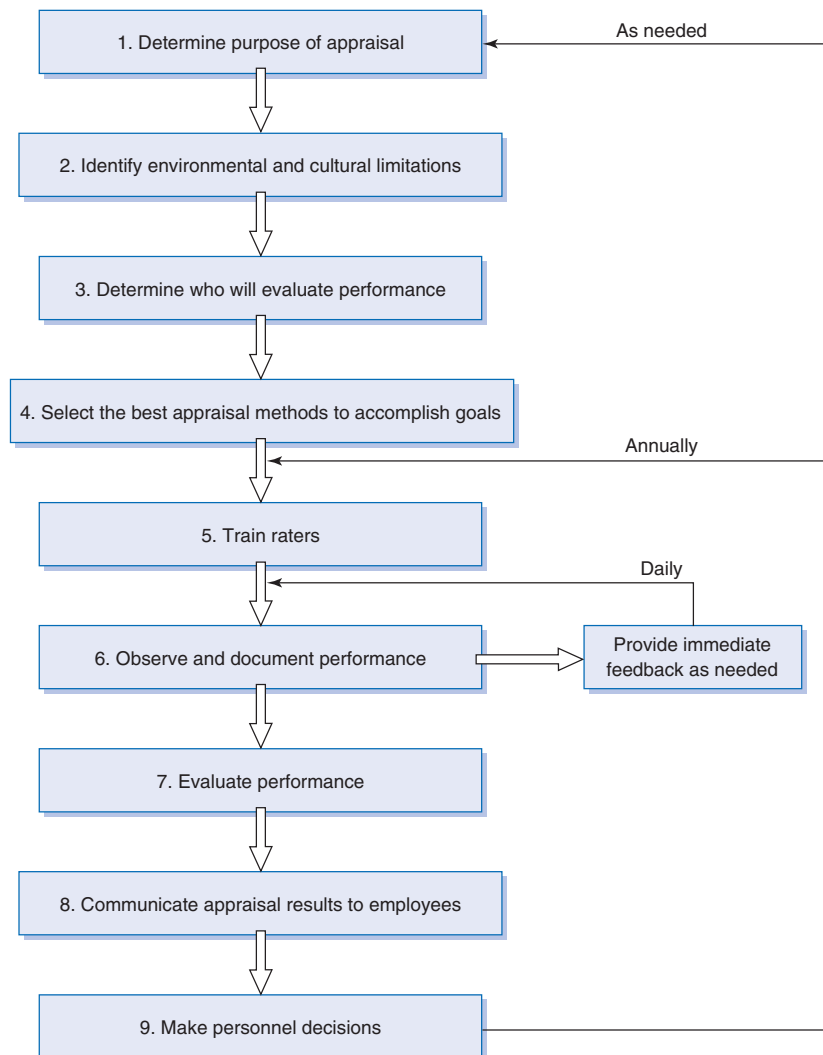 1. Determine purpose of appraisal
As needed
2. Identify environmental and cultural limitations
3. Determine who will evaluate performance
4. Select the best appraisal methods to accomplish goals
Annually
5. Train raters
Daily
6. Observe and document performance
Provide immediate
feedback as needed
7. Evaluate performance
8. Communicate appraisal results to employees
9. Make personnel decisions